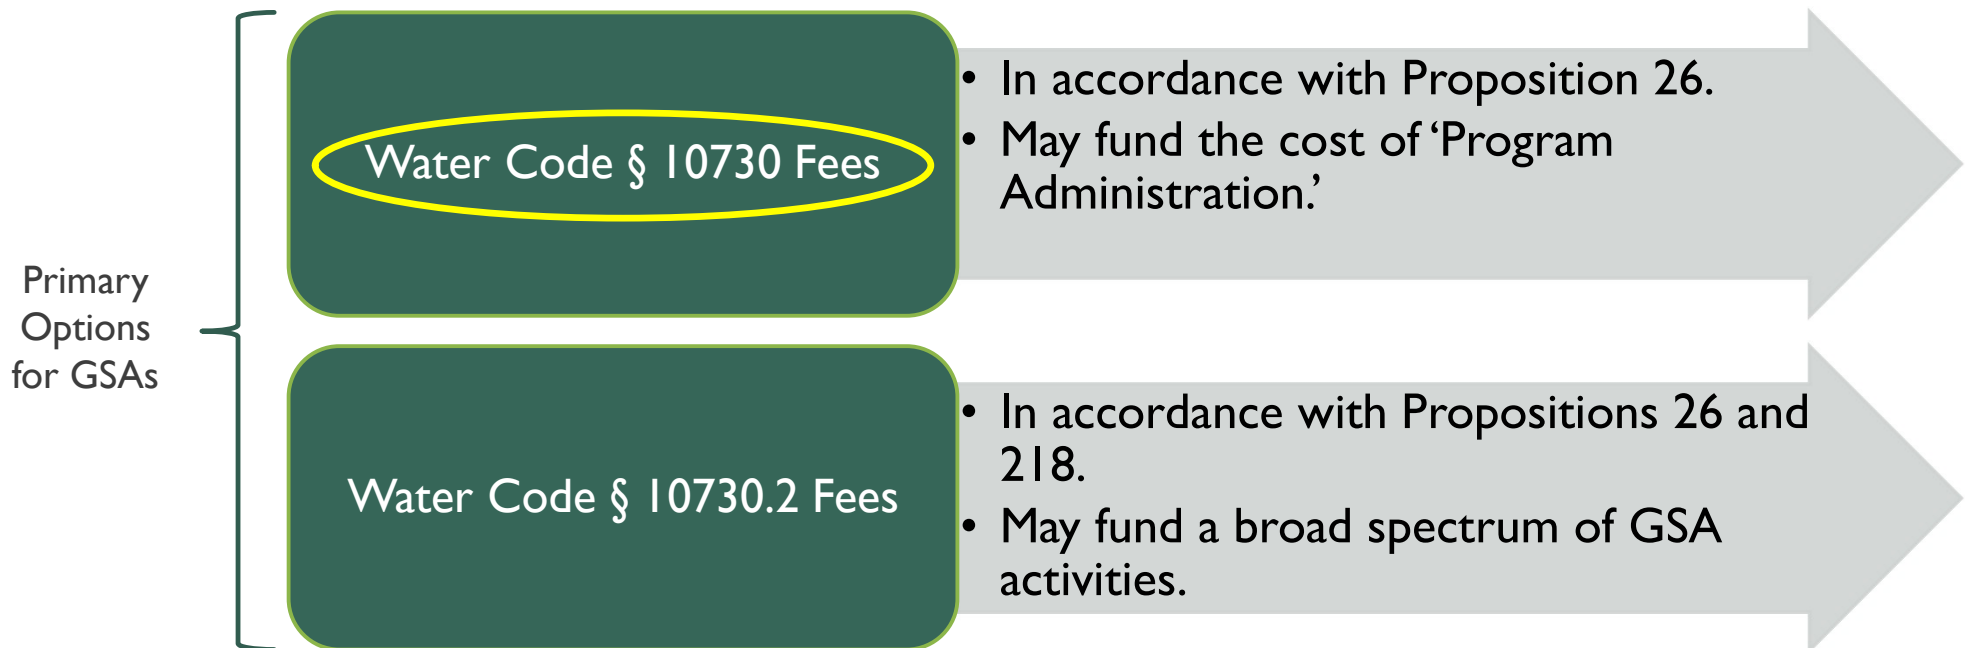 Primary
Options
for GSAs
Water Code § 10730 Fees
• In accordance with Proposition 26.
• May fund the cost of ‘Program
Administration.’
Water Code § 10730.2 Fees
• In accordance with Propositions 26 and
218.
• May fund a broad spectrum of GSA
activities.